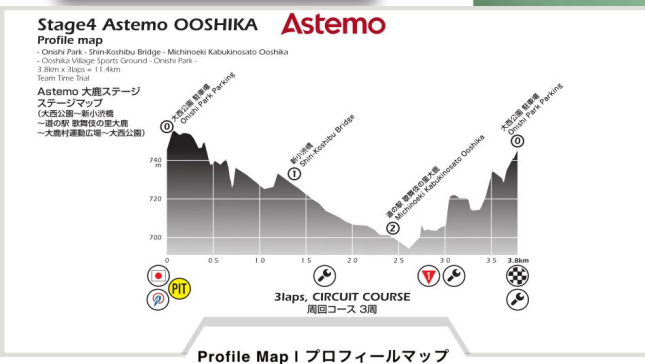 Stage4 Astemo OOSHIKA
Astemo
Profile map
- Onishi Park - Shin-Koshibu Bridge - Michinoeki Kabukinosato Ooshika
- Ooshika Village Sports Ground - Onishi Park -
3.8km x 3laps = 11.4km
Team Time Trial
Astemo 大鹿ステージ
ステージマップ
(大西公園〜新小渋橋
〜道の駅 歌舞伎の里大鹿
〜大鹿村運動広場〜大西公園)
0
大西公園 駐車場
Onishi Park Parking
1
新小渋橋
Shin-Koshibu Bridge
2
道の駅 歌舞伎の里大鹿
Michinoeki Kabukinosato Ooshika
0
大西公園 駐車場
Onishi Park Parking
740
m
720
700
0 0 5 1 0 1 5 2 0 2 5 3 0 3 5 3.8km
PIT
1
3laps, CIRCUIT COURSE
周回コース 3周
Profile Map | プロフィールマップ